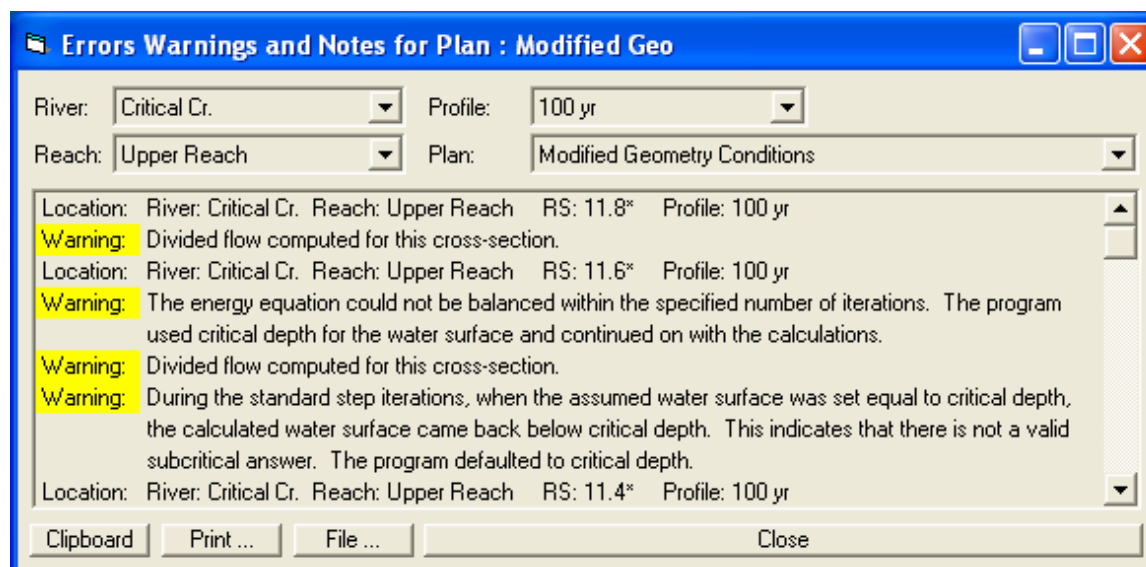 Errors Warnings and Notes for Plan : Modified Geo
River: Critical Cr. Profile: 100 yr
Reach: Upper Reach Plan: Modified Geometry Conditions
Location: River: Critical Cr. Reach: Upper Reach RS: 11.8* Profile: 100 yr
Warning: Divided flow computed for this cross-section.
Location: River: Critical Cr. Reach: Upper Reach RS: 11.6* Profile: 100 yr
Warning: The energy equation could not be balanced within the specified number of iterations. The program
used critical depth for the water surface and continued on with the calculations.
Warning: Divided flow computed for this cross-section.
Warning: During the standard step iterations, when the assumed water surface was set equal to critical depth,
the calculated water surface came back below critical depth. This indicates that there is not a valid
subcritical answer. The program defaulted to critical depth.
Location: River: Critical Cr. Reach: Upper Reach RS: 11.4* Profile: 100 yr
Clipboard Print ... File ... Close